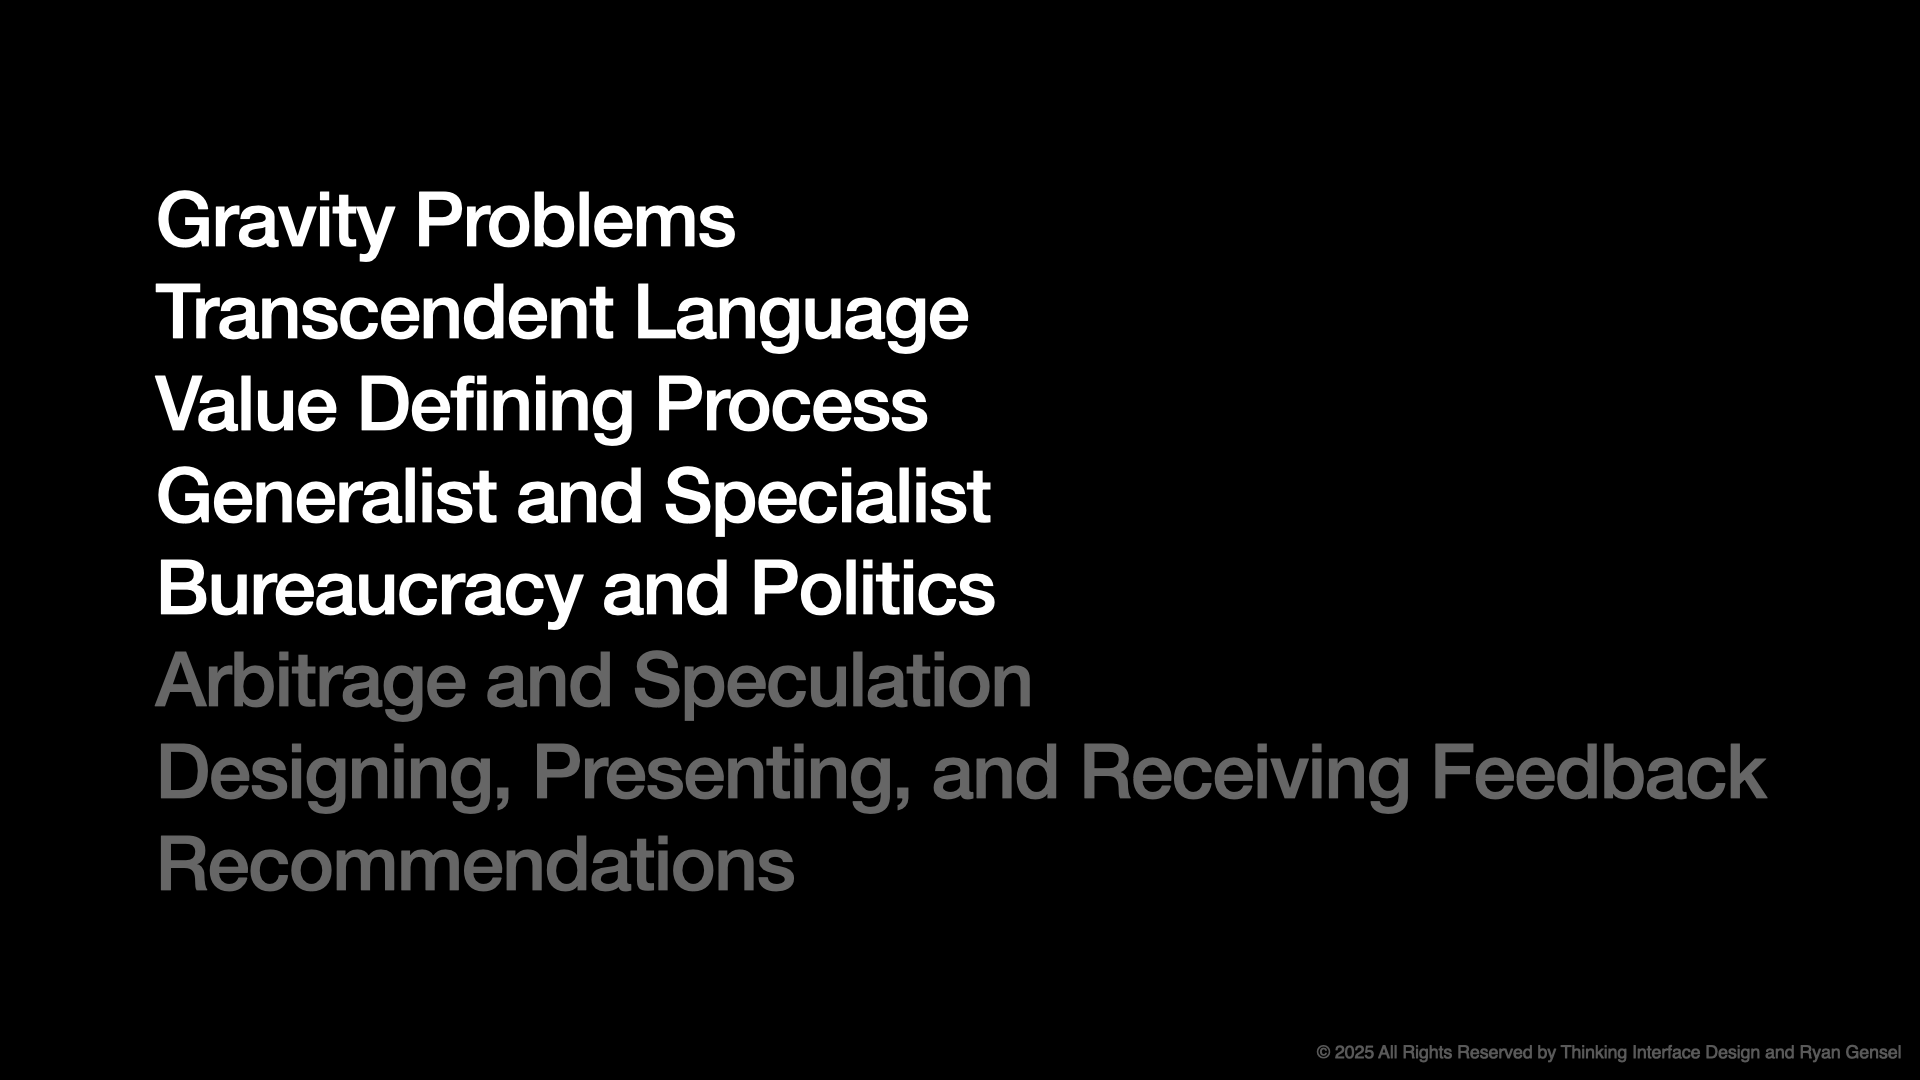 Gravity Problems
Transcendent Language
Value Defining Process
Generalist and Specialist
Bureaucracy and Politics
Arbitrage and Speculation
Designing, Presenting, and Receiving Feedback
Recommendations
© 2025 All Rights Reserved by Thinking Interface Design and Ryan Gensel